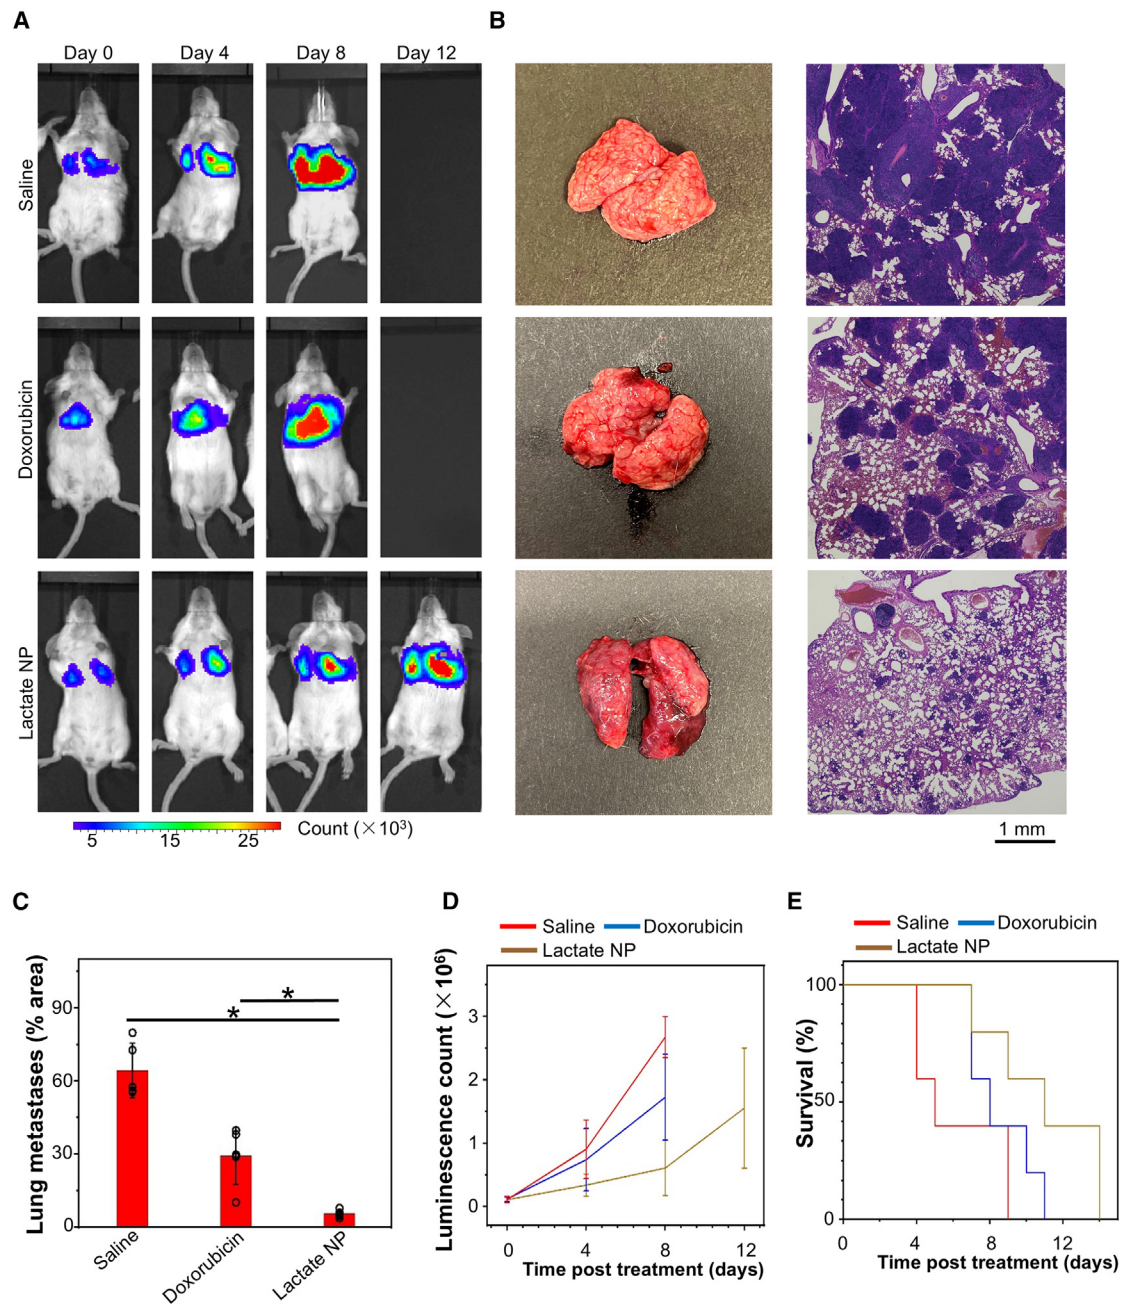 A
B
Day 0
Day 4
Day 8
Day 12
Saline
Doxorubicin
Lactate NP
5
15
25
Count (×10³)
1 mm
C
Lung metastases (% area)
90
60
30
0
*
*
Saline
Doxorubicin
Lactate NP
D
Saline
Doxorubicin
Lactate NP
Luminescence count (×10⁶)
3
2
1
0
0
4
8
12
Time post treatment (days)
E
Saline
Doxorubicin
Lactate NP
Survival (%)
100
50
0
0
4
8
12
Time post treatment (days)